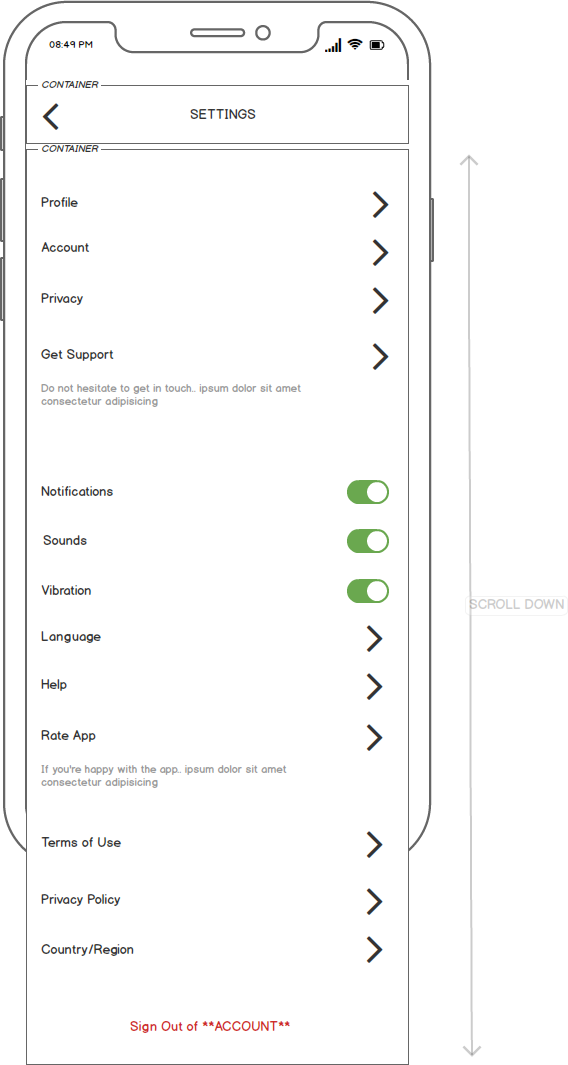 08:49 PM
CONTAINER
SETTINGS
CONTAINER
Profile
Account
Privacy
Get Support
Do not hesitate to get in touch.. ipsum dolor sit amet
consectetur adipisicing
Notifications
Sounds
Vibration
SCROLL DOWN
Language
Help
Rate App
If you're happy with the app.. ipsum dolor sit amet
consectetur adipisicing
Terms of Use
Privacy Policy
Country/Region
Sign Out of **ACCOUNT**